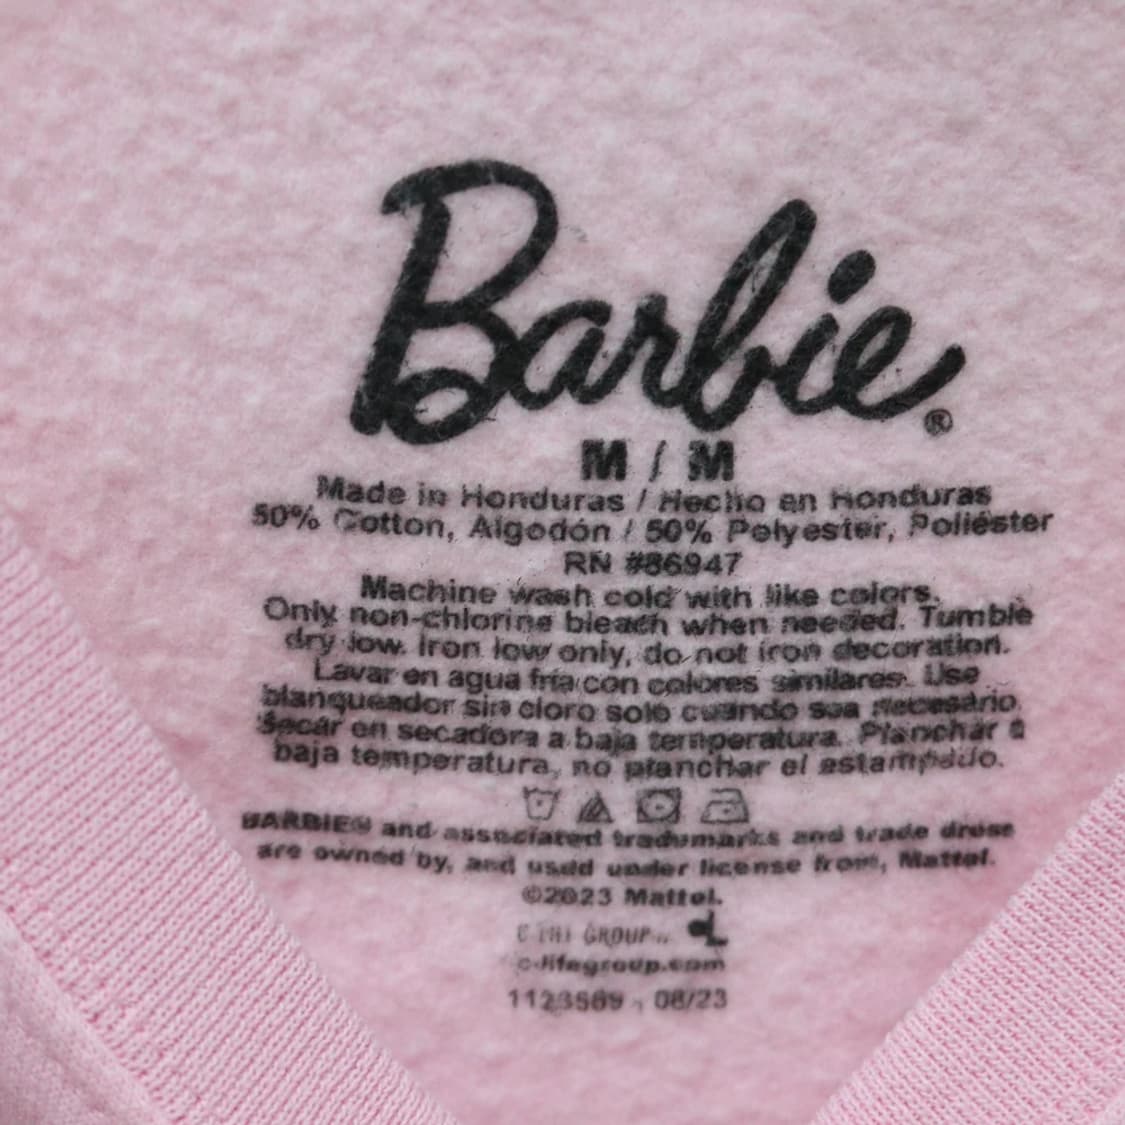 Barbie®
M / M
Made in Honduras / Hecho en Honduras
50% Cotton, Algodón / 50% Polyester, Poliéster
RN #86947
Machine wash cold with like colors.
Only non-chlorine bleach when needed. Tumble
dry low. Iron low only, do not iron decoration.
Lavar en agua fría con colores similares. Use
blanqueador sin cloro solo cuando sea necesario.
Secar en secadora a baja temperatura. Planchar a
baja temperatura, no planchar el estampado.
BARBIE® and associated trademarks and trade dress
are owned by, and used under license from, Mattel.
©2023 Mattel.
GROUP
c-lifegroup.com
1123589 - 08/23